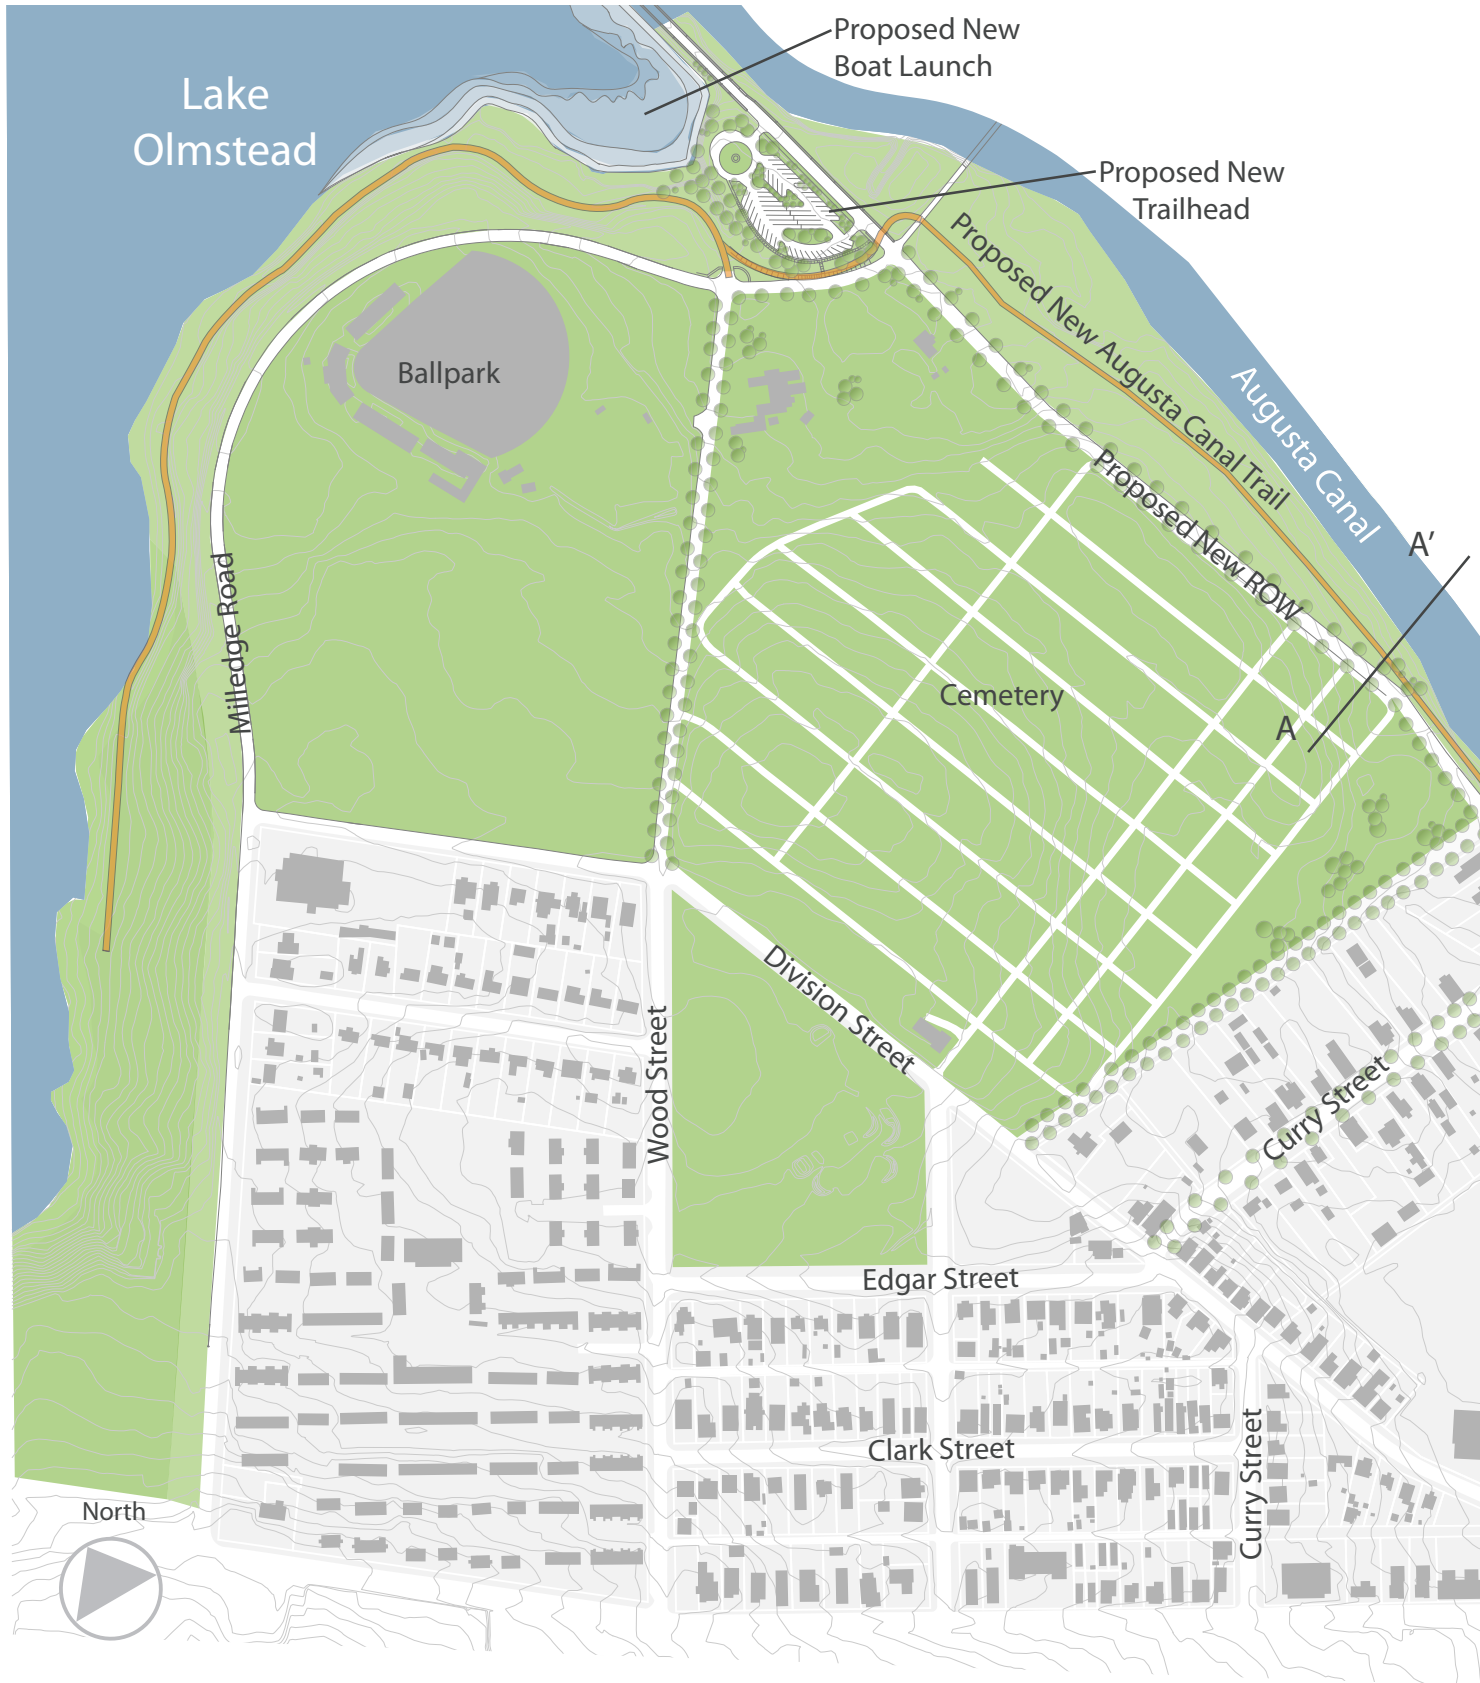 Proposed New
Boat Launch
Lake
Olmstead
Proposed New
Trailhead
Proposed New Augusta Canal Trail
Augusta Canal
Ballpark
Proposed New ROW
A'
Milledge Road
Cemetery
A
Division Street
Wood Street
Curry Street
Edgar Street
Clark Street
Curry Street
North